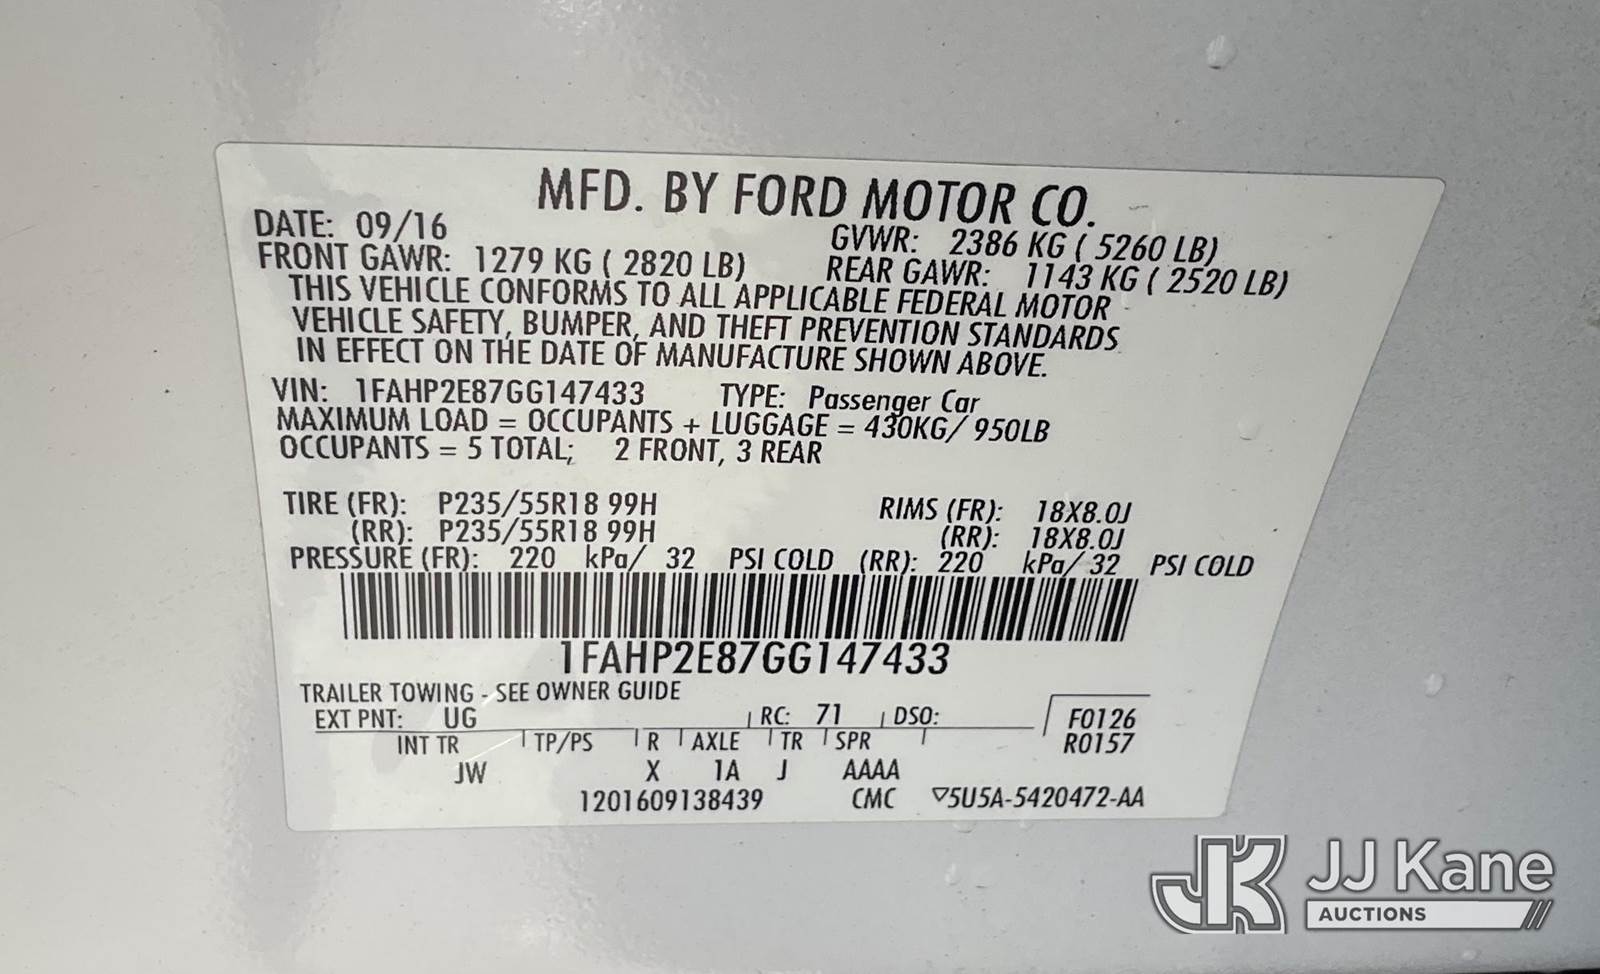 MFD. BY FORD MOTOR CO.
DATE: 09/16 GVWR: 2386 KG ( 5260 LB)
FRONT GAWR: 1279 KG ( 2820 LB) REAR GAWR: 1143 KG ( 2520 LB)
THIS VEHICLE CONFORMS TO ALL APPLICABLE FEDERAL MOTOR
VEHICLE SAFETY, BUMPER, AND THEFT PREVENTION STANDARDS
IN EFFECT ON THE DATE OF MANUFACTURE SHOWN ABOVE.
VIN: 1FAHP2E87GG147433 TYPE: Passenger Car
MAXIMUM LOAD = OCCUPANTS + LUGGAGE = 430KG/ 950LB
OCCUPANTS = 5 TOTAL; 2 FRONT, 3 REAR
TIRE (FR): P235/55R18 99H RIMS (FR): 18X8.0J
(RR): P235/55R18 99H (RR): 18X8.0J
PRESSURE (FR): 220 kPa/ 32 PSI COLD (RR): 220 kPa/ 32 PSI COLD
1FAHP2E87GG147433
TRAILER TOWING - SEE OWNER GUIDE
EXT PNT: UG RC: 71 DSO: F0126
INT TR TP/PS R AXLE TR SPR R0157
JW X 1A J AAAA
1201609138439 CMC ▽5U5A-5420472-AA
JK JJ Kane
AUCTIONS